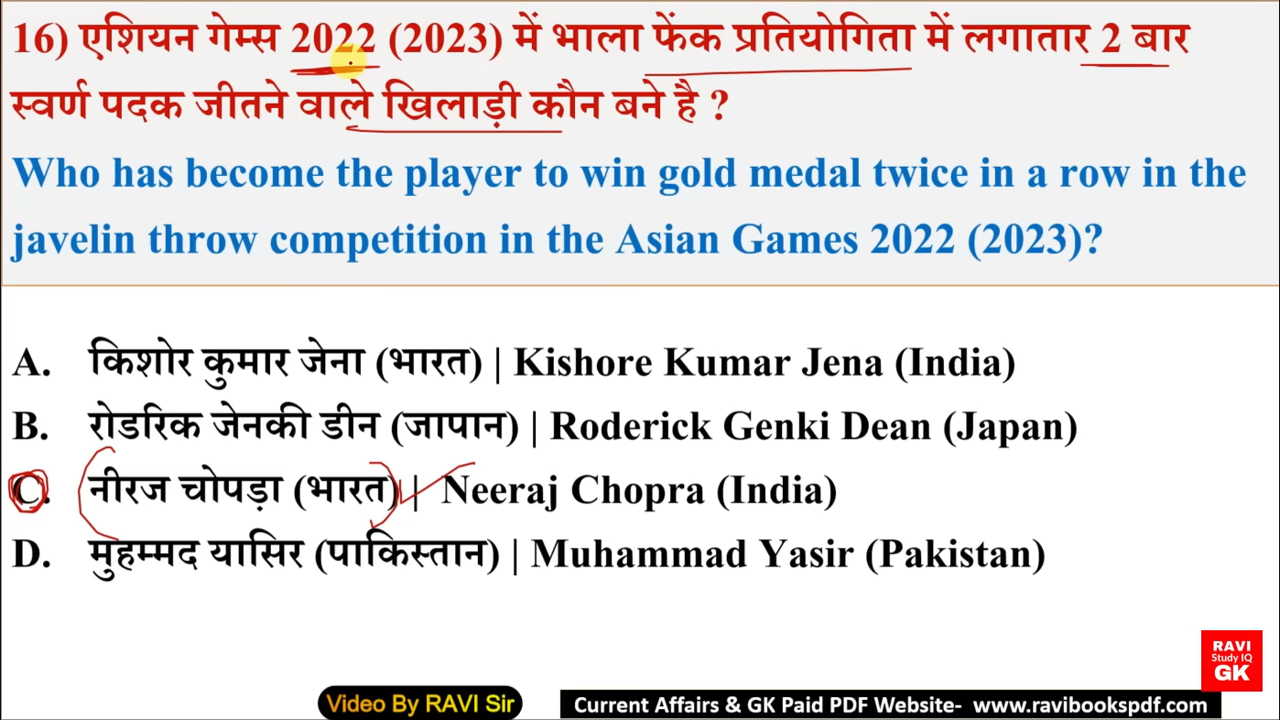 16) एशियन गेम्स 2022 (2023) में भाला फेंक प्रतियोगिता में लगातार 2 बार
स्वर्ण पदक जीतने वाले खिलाड़ी कौन बने है ?
Who has become the player to win gold medal twice in a row in the
javelin throw competition in the Asian Games 2022 (2023)?
A. किशोर कुमार जेना (भारत) | Kishore Kumar Jena (India)
B. रोडरिक जेनकी डीन (जापान) | Roderick Genki Dean (Japan)
C. नीरज चोपड़ा (भारत) | Neeraj Chopra (India)
D. मुहम्मद यासिर (पाकिस्तान) | Muhammad Yasir (Pakistan)
RAVI
Study IQ
GK
Video By RAVI Sir
Current Affairs & GK Paid PDF Website- www.ravibookspdf.com